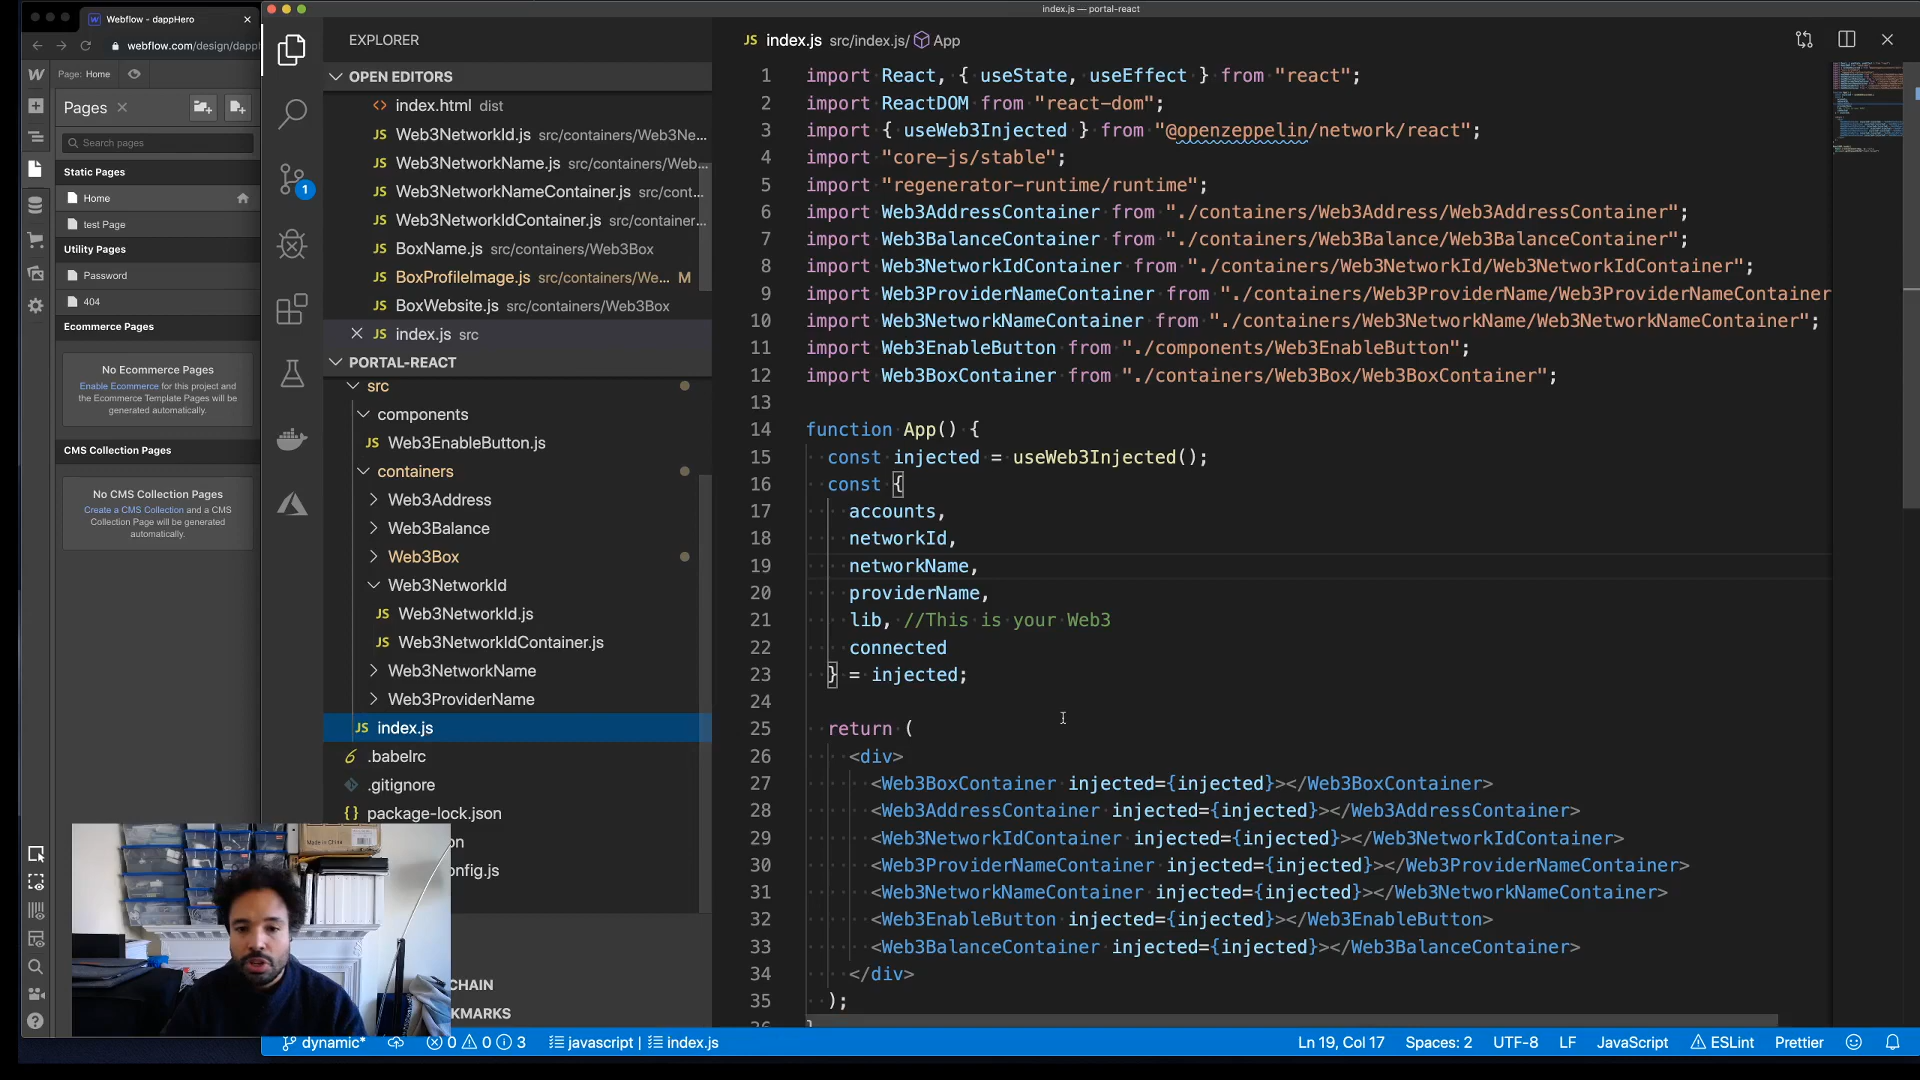 Webflow - dappHero
webflow.com/design/dappl
Page: Home
Pages
Search pages
Static Pages
Home
test Page
Utility Pages
Password
404
Ecommerce Pages
No Ecommerce Pages
Enable Ecommerce for this project and
the Ecommerce Template Pages will be
generated automatically.
CMS Collection Pages
No CMS Collection Pages
Create a CMS Collection and a CMS
Collection Page will be generated
automatically.
index.js — portal-react
EXPLORER
OPEN EDITORS
index.html dist
JS Web3NetworkId.js src/containers/Web3Ne...
JS Web3NetworkName.js src/containers/Web...
JS Web3NetworkNameContainer.js src/cont...
JS Web3NetworkIdContainer.js src/container...
JS BoxName.js src/containers/Web3Box
JS BoxProfileImage.js src/containers/We... M
JS BoxWebsite.js src/containers/Web3Box
JS index.js src
PORTAL-REACT
src
components
JS Web3EnableButton.js
containers
Web3Address
Web3Balance
Web3Box
Web3NetworkId
JS Web3NetworkId.js
JS Web3NetworkIdContainer.js
Web3NetworkName
Web3ProviderName
JS index.js
.babelrc
.gitignore
{} package-lock.json
on
onfig.js
CHAIN
KMARKS
1
JS index.js src/index.js/ App
1 import React, { useState, useEffect } from "react";
2 import ReactDOM from "react-dom";
3 import { useWeb3Injected } from "@openzeppelin/network/react";
4 import "core-js/stable";
5 import "regenerator-runtime/runtime";
6 import Web3AddressContainer from "./containers/Web3Address/Web3AddressContainer";
7 import Web3BalanceContainer from "./containers/Web3Balance/Web3BalanceContainer";
8 import Web3NetworkIdContainer from "./containers/Web3NetworkId/Web3NetworkIdContainer";
9 import Web3ProviderNameContainer from "./containers/Web3ProviderName/Web3ProviderNameContainer
10 import Web3NetworkNameContainer from "./containers/Web3NetworkName/Web3NetworkNameContainer";
11 import Web3EnableButton from "./components/Web3EnableButton";
12 import Web3BoxContainer from "./containers/Web3Box/Web3BoxContainer";
13
14 function App() {
15 const injected = useWeb3Injected();
16 const {
17 accounts,
18 networkId,
19 networkName,
20 providerName,
21 lib, //This is your Web3
22 connected
23 } = injected;
24
25 return (
26 <div>
27 <Web3BoxContainer injected={injected}></Web3BoxContainer>
28 <Web3AddressContainer injected={injected}></Web3AddressContainer>
29 <Web3NetworkIdContainer injected={injected}></Web3NetworkIdContainer>
30 <Web3ProviderNameContainer injected={injected}></Web3ProviderNameContainer>
31 <Web3NetworkNameContainer injected={injected}></Web3NetworkNameContainer>
32 <Web3EnableButton injected={injected}></Web3EnableButton>
33 <Web3BalanceContainer injected={injected}></Web3BalanceContainer>
34 </div>
35 );
dynamic* 0 0 3 javascript | index.js Ln 19, Col 17 Spaces: 2 UTF-8 LF JavaScript ESLint Prettier